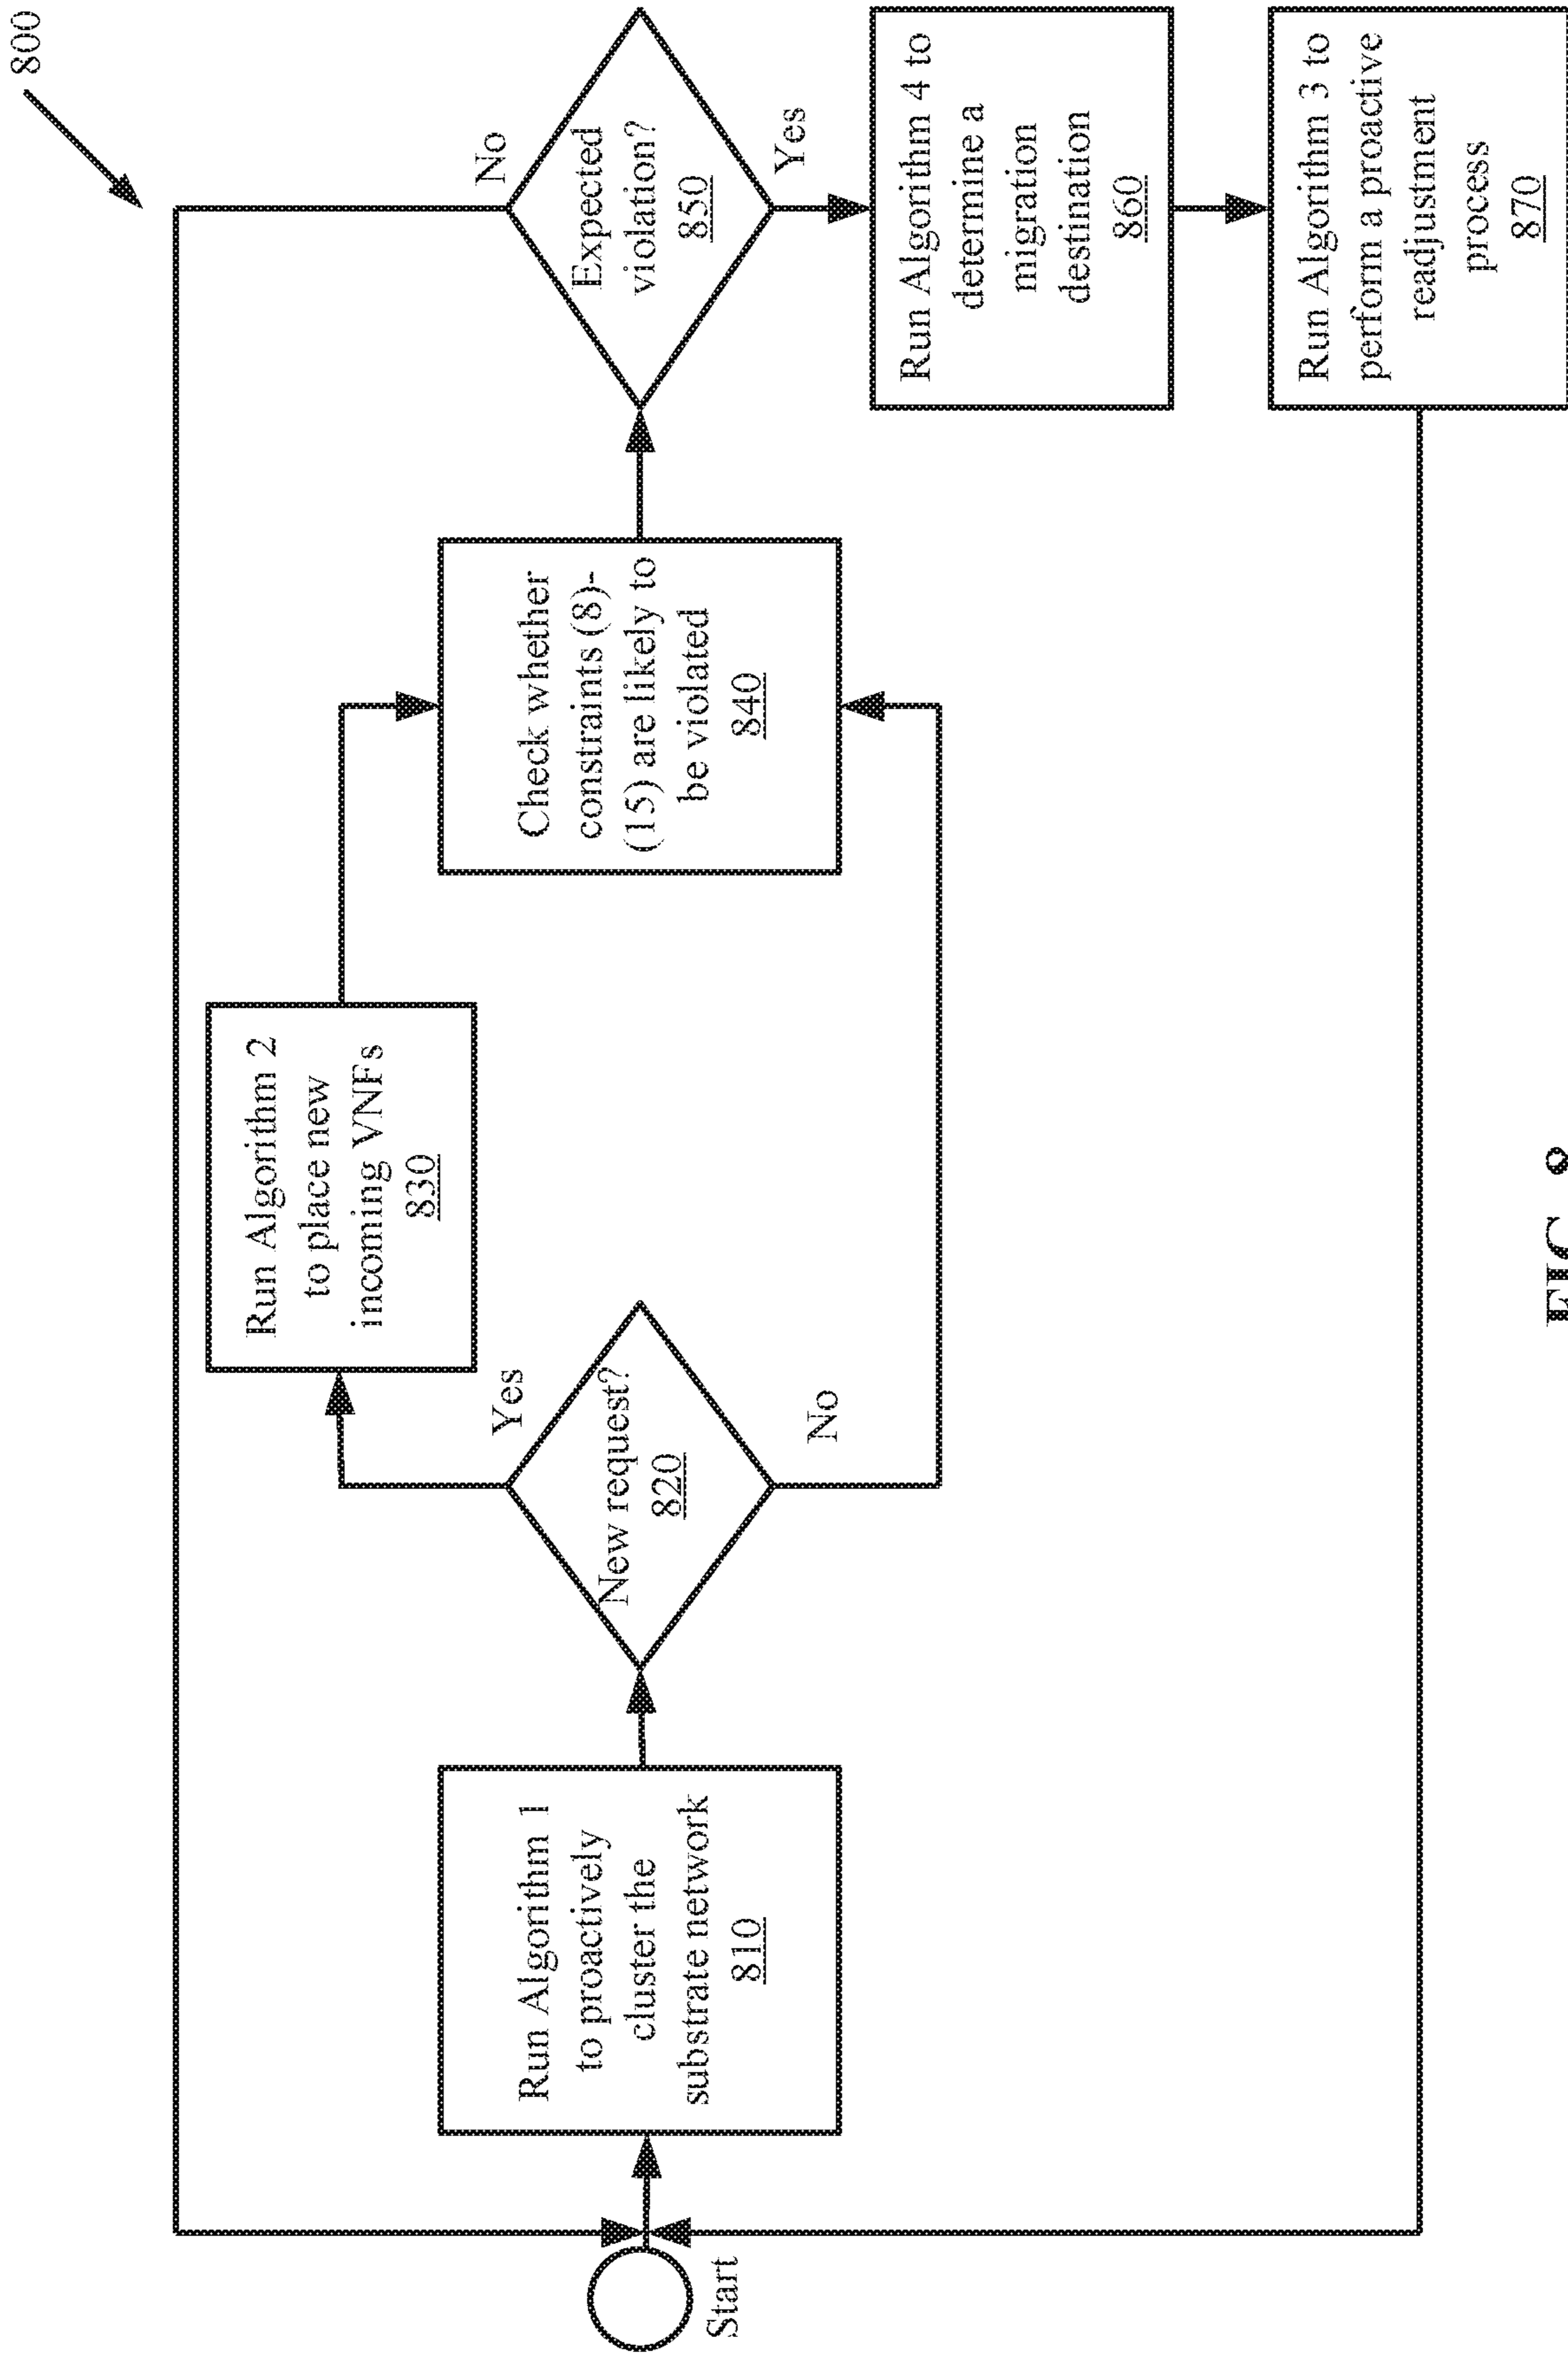 800
Start
Run Algorithm 1
to proactively
cluster the
substrate network
810
New request?
820
Yes
No
Run Algorithm 2
to place new
incoming VNFs
830
Check whether
constraints (8)-
(15) are likely to
be violated
840
Expected
violation?
850
No
Yes
Run Algorithm 4 to
determine a
migration
destination
860
Run Algorithm 3 to
perform a proactive
readjustment
process
870
FIG. 8